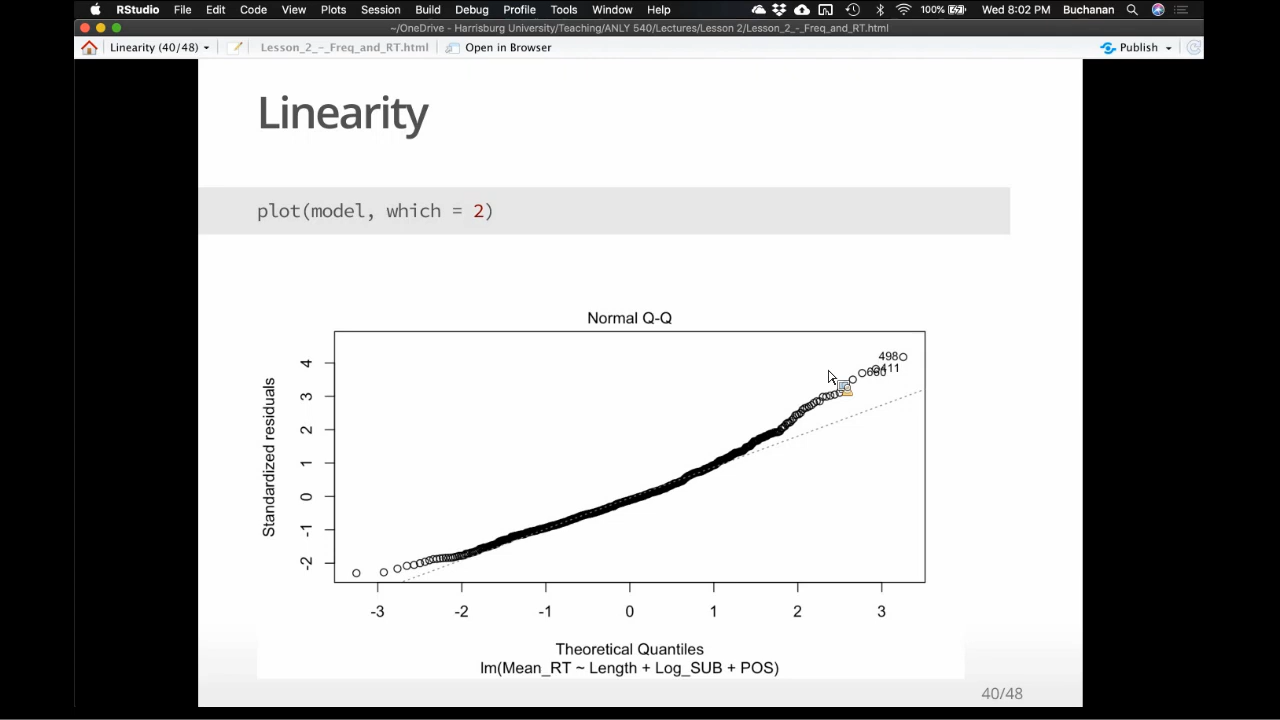 RStudio File Edit Code View Plots Session Build Debug Profile Tools Window Help 100% Wed 8:02 PM Buchanan
~/OneDrive - Harrisburg University/Teaching/ANLY 540/Lectures/Lesson 2/Lesson_2_-_Freq_and_RT.html
Linearity (40/48) Lesson_2_-_Freq_and_RT.html Open in Browser Publish
Linearity
plot(model, which = 2)
Normal Q-Q
Standardized residuals
4
3
2
1
0
-1
-2
498
411
-3 -2 -1 0 1 2 3
Theoretical Quantiles
lm(Mean_RT ~ Length + Log_SUB + POS)
40/48